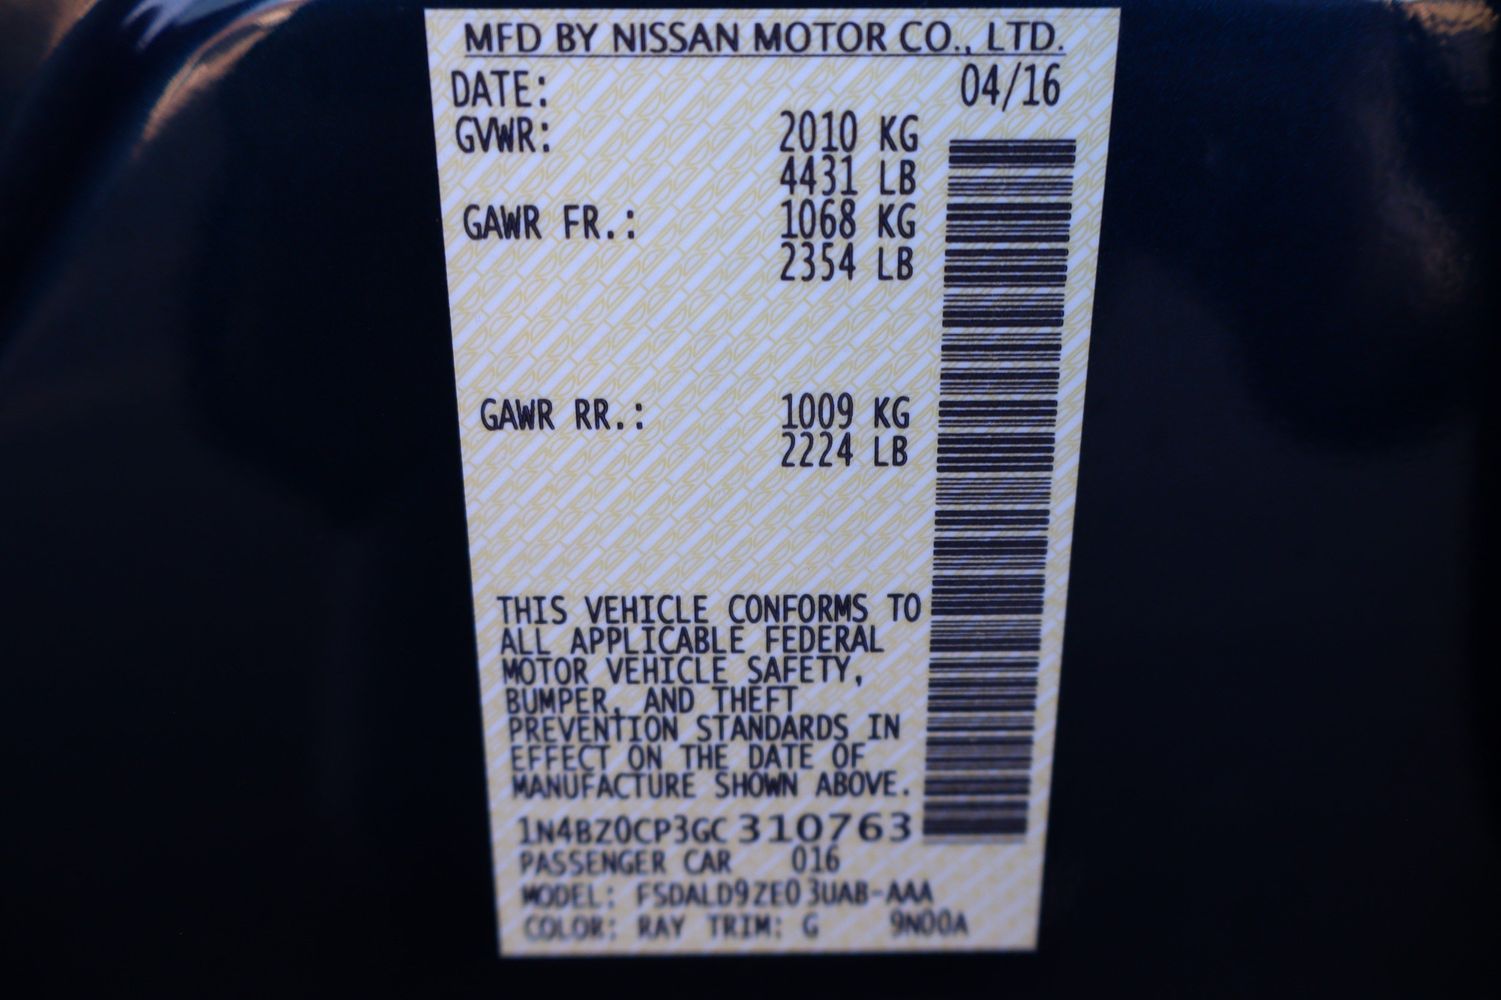 MFD BY NISSAN MOTOR CO., LTD.
DATE: 04/16
GVWR: 2010 KG
4431 LB
GAWR FR.: 1068 KG
2354 LB
GAWR RR.: 1009 KG
2224 LB
THIS VEHICLE CONFORMS TO
ALL APPLICABLE FEDERAL
MOTOR VEHICLE SAFETY,
BUMPER, AND THEFT
PREVENTION STANDARDS IN
EFFECT ON THE DATE OF
MANUFACTURE SHOWN ABOVE.
1N4BZ0CP3GC310763
PASSENGER CAR 016
MODEL: FSDALD9ZE03UAB-AAA
COLOR: RAY TRIM: G 9N00A